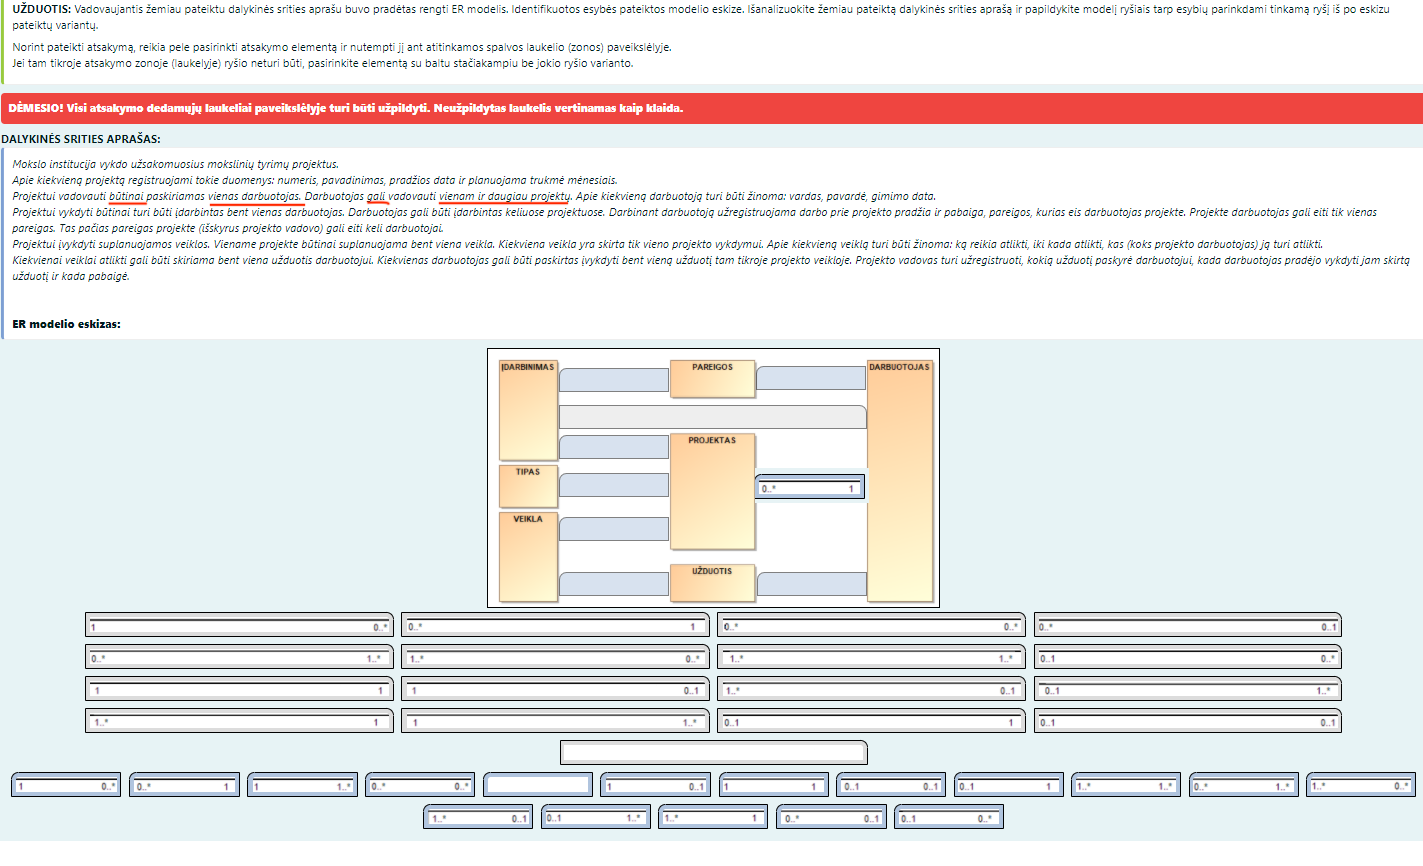 UŽDUOTIS: Vadovaujantis žemiau pateiktu dalykinės srities aprašu buvo pradėtas rengti ER modelis. Identifikuotos esybės pateiktos modelio eskize. Išanalizuokite žemiau pateiktą dalykinės srities aprašą ir papildykite modelį ryšiais tarp esybių parinkdami tinkamą ryšį iš po eskizu
pateiktų variantų.
Norint pateikti atsakymą, reikia pele pasirinkti atsakymo elementą ir nutempti jį ant atitinkamos spalvos laukelio (zonos) paveikslėlyje.
Jei tam tikroje atsakymo zonoje (laukelyje) ryšio neturi būti, pasirinkite elementą su baltu stačiakampiu be jokio ryšio varianto.
DĖMESIO! Visi atsakymo dedamųjų laukeliai paveikslėlyje turi būti užpildyti. Neužpildytas laukelis vertinamas kaip klaida.
DALYKINĖS SRITIES APRAŠAS:
Mokslo institucija vykdo užsakomuosius mokslinių tyrimų projektus.
Apie kiekvieną projektą registruojami tokie duomenys: numeris, pavadinimas, pradžios data ir planuojama trukmė mėnesiais.
Projektui vadovauti būtinai paskiriamas vienas darbuotojas. Darbuotojas gali vadovauti vienam ir daugiau projektų. Apie kiekvieną darbuotoją turi būti žinoma: vardas, pavardė, gimimo data.
Projektui vykdyti būtinai turi būti įdarbintas bent vienas darbuotojas. Darbuotojas gali būti įdarbintas keliuose projektuose. Darbinant darbuotoją užregistruojama darbo prie projekto pradžia ir pabaiga, pareigos, kurias eis darbuotojas projekte. Projekte darbuotojas gali eiti tik vienas
pareigas. Tas pačias pareigas projekte (išskyrus projekto vadovo) gali eiti keli darbuotojai.
Projektui įvykdyti suplanuojamos veiklos. Viename projekte būtinai suplanuojama bent viena veikla. Kiekviena veikla yra skirta tik vieno projekto vykdymui. Apie kiekvieną veiklą turi būti žinoma: ką reikia atlikti, iki kada atlikti, kas (koks projekto darbuotojas) ją turi atlikti.
Kiekvienai veiklai atlikti gali būti skiriama bent viena užduotis darbuotojui. Kiekvienas darbuotojas gali būti paskirtas įvykdyti bent vieną užduotį tam tikroje projekto veikloje. Projekto vadovas turi užregistruoti, kokią užduotį paskyrė darbuotojui, kada darbuotojas pradėjo vykdyti jam skirtą
užduotį ir kada pabaigė.
ER modelio eskizas:
ĮDARBINIMAS PAREIGOS DARBUOTOJAS
PROJEKTAS
TIPAS
0..* 1
VEIKLA
UŽDUOTIS
1 0..* 0..* 1 0..* 0..* 0..* 0..1
0..* 1..* 1..* 0..* 1..* 1..* 0..1 0..*
1 1 1 0..1 1..* 0..1 0..1 1..*
1..* 1 1 1..* 0..1 1 0..1 0..1
1 0..* 0..* 1 1 1..* 0..* 0..* 1 0..1 1 1 0..1 0..1 0..1 1 1..* 1..* 0..* 1..* 1..* 0..*
1..* 0..1 0..1 1..* 1..* 1 0..* 0..1 0..1 0..*